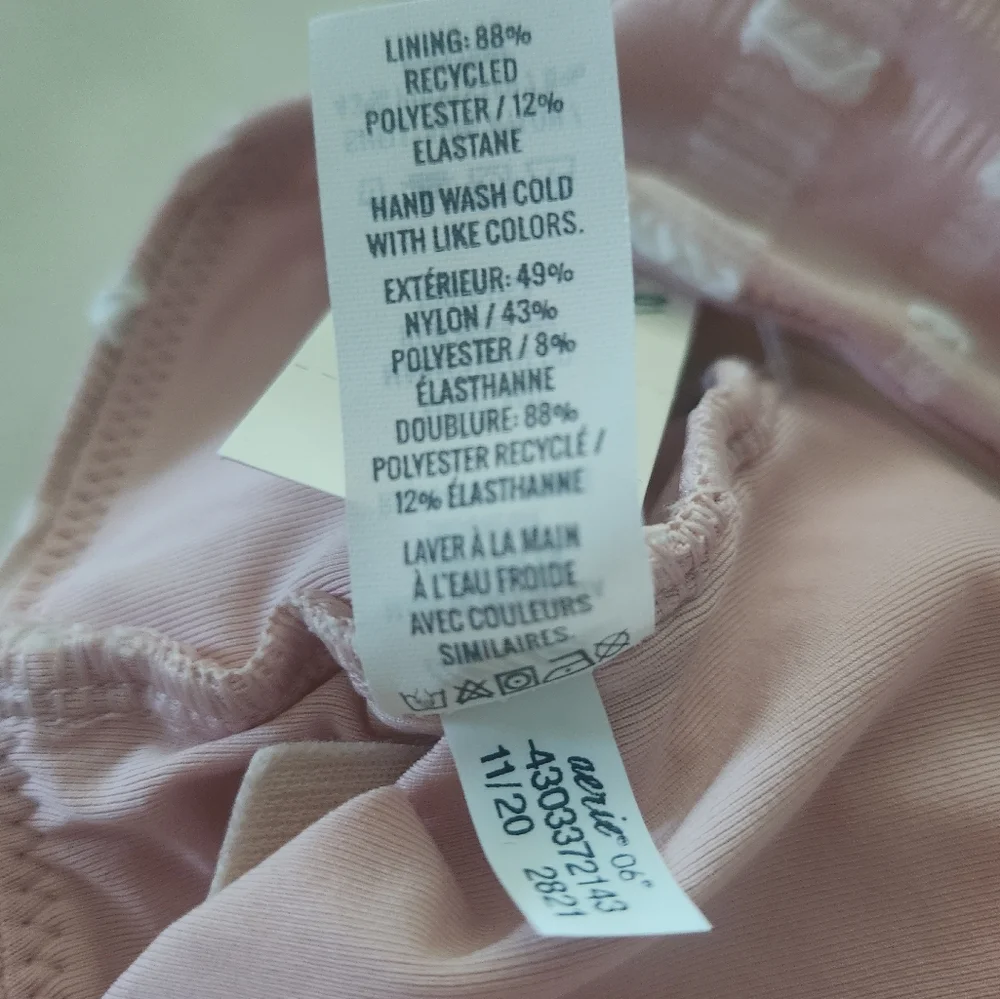 LINING: 88%
RECYCLED
POLYESTER / 12%
ELASTANE
HAND WASH COLD
WITH LIKE COLORS.
EXTÉRIEUR: 49%
NYLON / 43%
POLYESTER / 8%
ÉLASTHANNE
DOUBLURE: 88%
POLYESTER RECYCLÉ /
12% ÉLASTHANNE
LAVER À LA MAIN
À L'EAU FROIDE
AVEC COULEURS
SIMILAIRES.
aerie® 06°
4303372143
11/20 2821